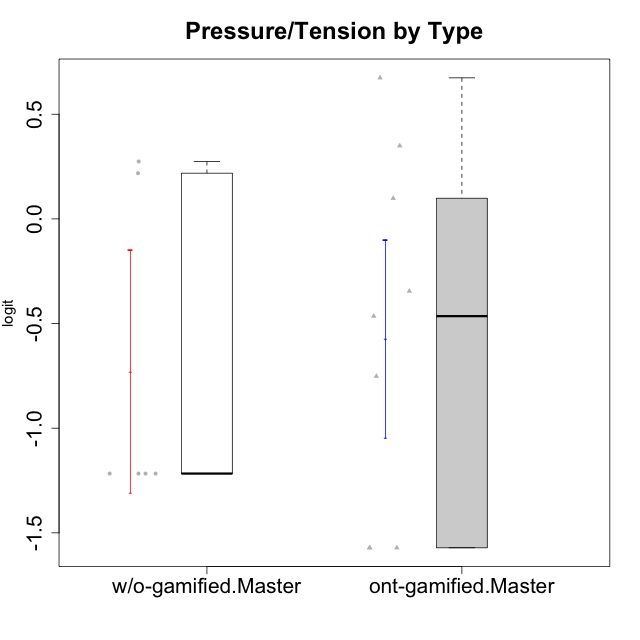 Pressure/Tension by Type
logit
0.5
0.0
-0.5
-1.0
-1.5
w/o-gamified.Master
ont-gamified.Master